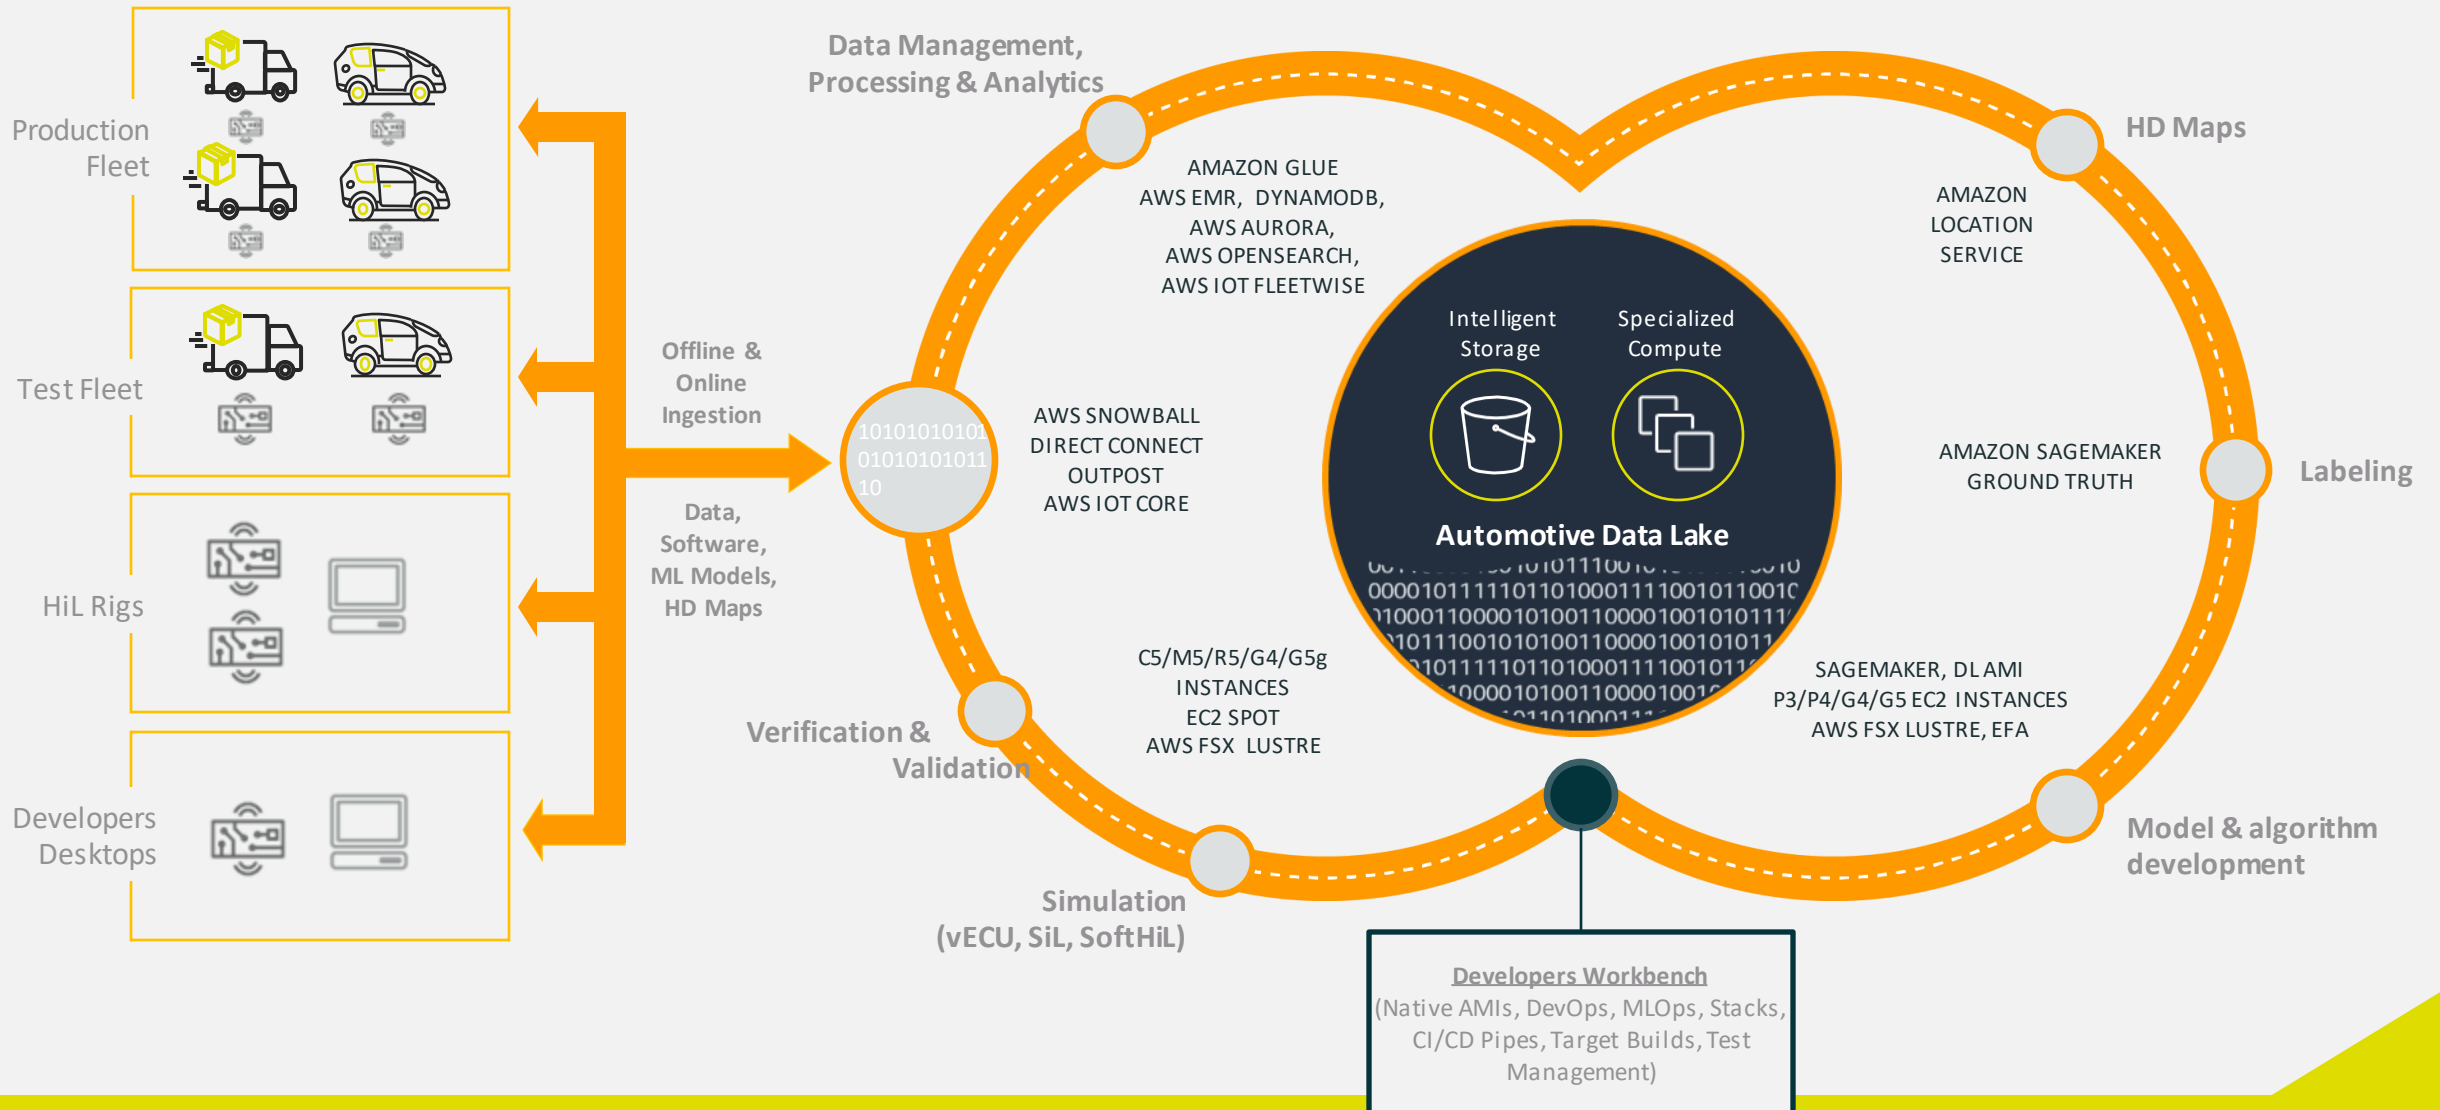 Production
Fleet
Test Fleet
HiL Rigs
Developers
Desktops
Offline &
Online
Ingestion
Data,
Software,
ML Models,
HD Maps
Data Management,
Processing & Analytics
AMAZON GLUE
AWS EMR, DYNAMODB,
AWS AURORA,
AWS OPENSEARCH,
AWS IOT FLEETWISE
10101010101
01010101011
10
AWS SNOWBALL
DIRECT CONNECT
OUTPOST
AWS IOT CORE
Verification &
Validation
C5/M5/R5/G4/G5g
INSTANCES
EC2 SPOT
AWS FSX LUSTRE
Simulation
(vECU, SiL, SoftHiL)
Intelligent
Storage
Specialized
Compute
Automotive Data Lake
HD Maps
AMAZON
LOCATION
SERVICE
AMAZON SAGEMAKER
GROUND TRUTH
Labeling
SAGEMAKER, DL AMI
P3/P4/G4/G5 EC2 INSTANCES
AWS FSX LUSTRE, EFA
Model & algorithm
development
Developers Workbench
(Native AMIs, DevOps, MLOps, Stacks,
CI/CD Pipes, Target Builds, Test
Management)